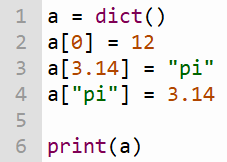 1 a = dict()
2 a[0] = 12
3 a[3.14] = "pi"
4 a["pi"] = 3.14
5
6 print(a)